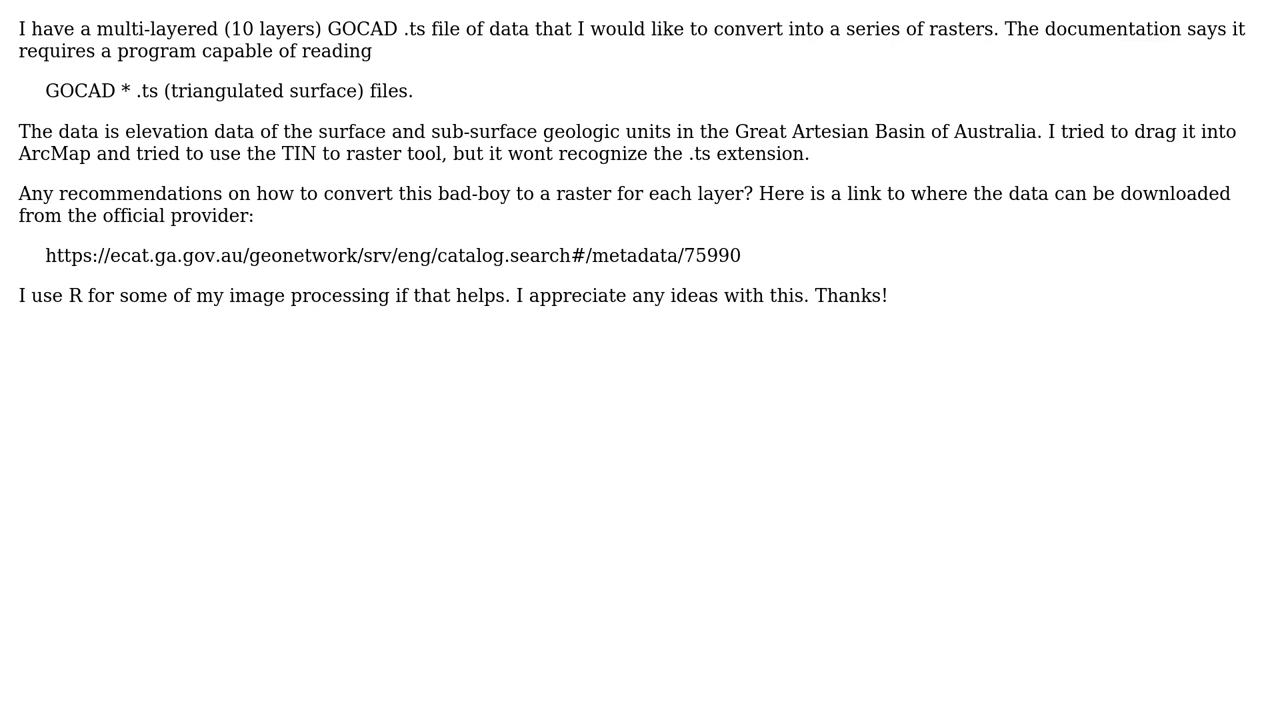 I have a multi-layered (10 layers) GOCAD .ts file of data that I would like to convert into a series of rasters. The documentation says it
requires a program capable of reading
GOCAD * .ts (triangulated surface) files.
The data is elevation data of the surface and sub-surface geologic units in the Great Artesian Basin of Australia. I tried to drag it into
ArcMap and tried to use the TIN to raster tool, but it wont recognize the .ts extension.
Any recommendations on how to convert this bad-boy to a raster for each layer? Here is a link to where the data can be downloaded
from the official provider:
https://ecat.ga.gov.au/geonetwork/srv/eng/catalog.search#/metadata/75990
I use R for some of my image processing if that helps. I appreciate any ideas with this. Thanks!